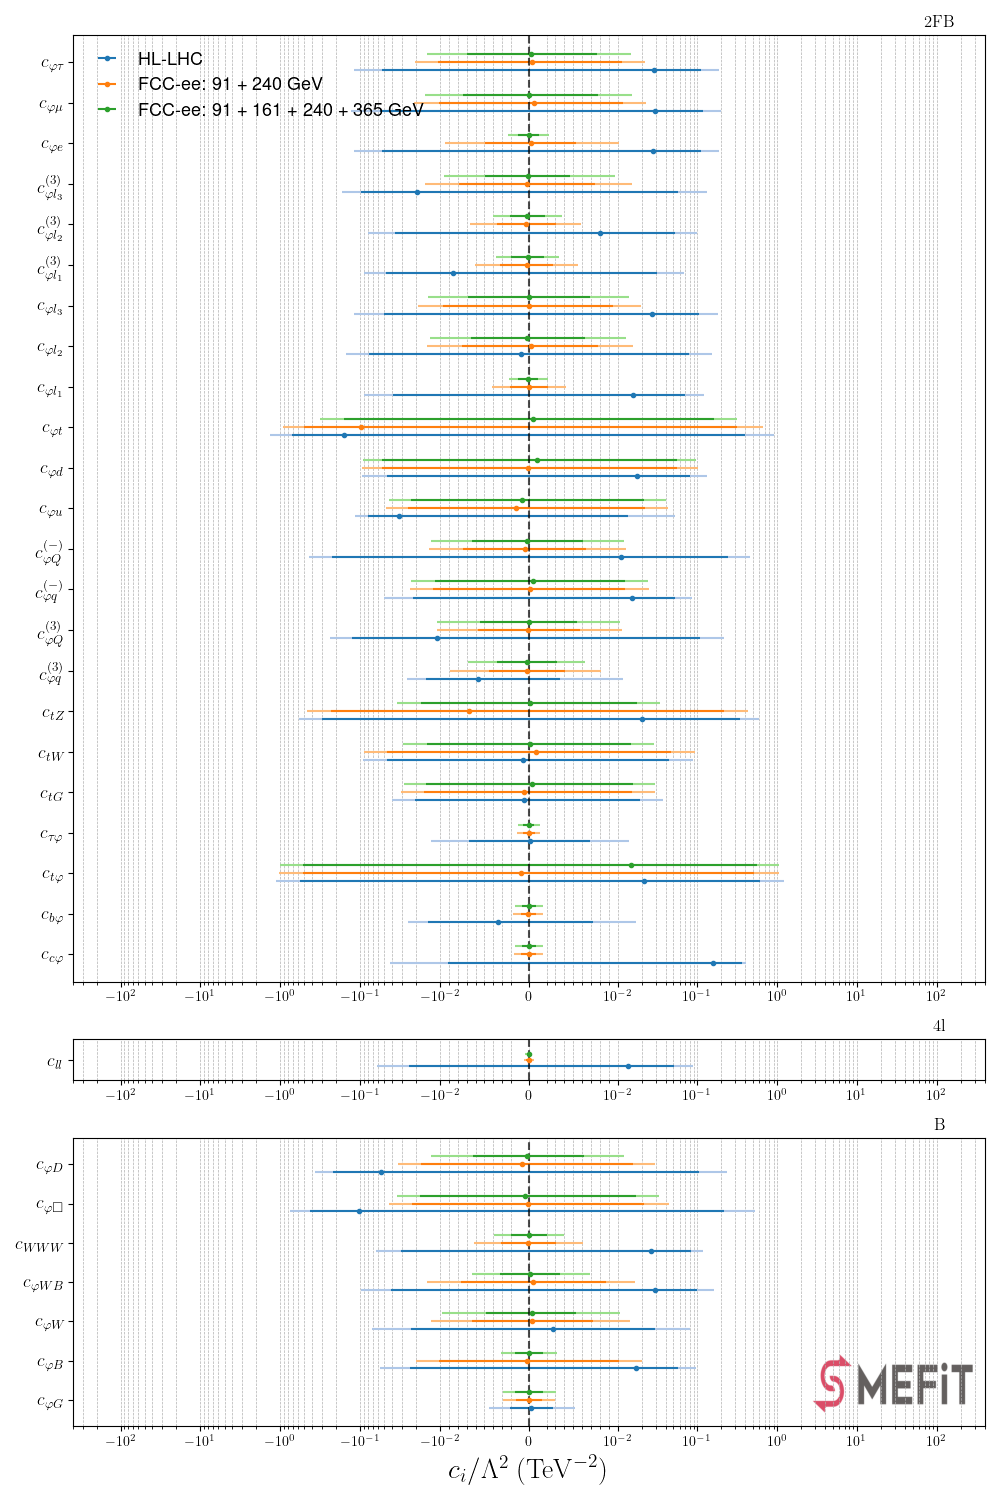 2FB
HL-LHC
FCC-ee: 91 + 240 GeV
FCC-ee: 91 + 161 + 240 + 365 GeV
c_{φτ}
c_{φμ}
c_{φe}
c_{φl_3}^{(3)}
c_{φl_2}^{(3)}
c_{φl_1}^{(3)}
c_{φl_3}
c_{φl_2}
c_{φl_1}
c_{φt}
c_{φd}
c_{φu}
c_{φQ}^{(−)}
c_{φq}^{(−)}
c_{φQ}^{(3)}
c_{φq}^{(3)}
c_{tZ}
c_{tW}
c_{tG}
c_{τφ}
c_{tφ}
c_{bφ}
c_{cφ}
−10^2 −10^1 −10^0 −10^{−1} −10^{−2} 0 10^{−2} 10^{−1} 10^0 10^1 10^2
4l
c_{ll}
−10^2 −10^1 −10^0 −10^{−1} −10^{−2} 0 10^{−2} 10^{−1} 10^0 10^1 10^2
B
c_{φD}
c_{φ□}
c_{WWW}
c_{φWB}
c_{φW}
c_{φB}
c_{φG}
SMEFiT
−10^2 −10^1 −10^0 −10^{−1} −10^{−2} 0 10^{−2} 10^{−1} 10^0 10^1 10^2
c_i/Λ^2 (TeV^{−2})